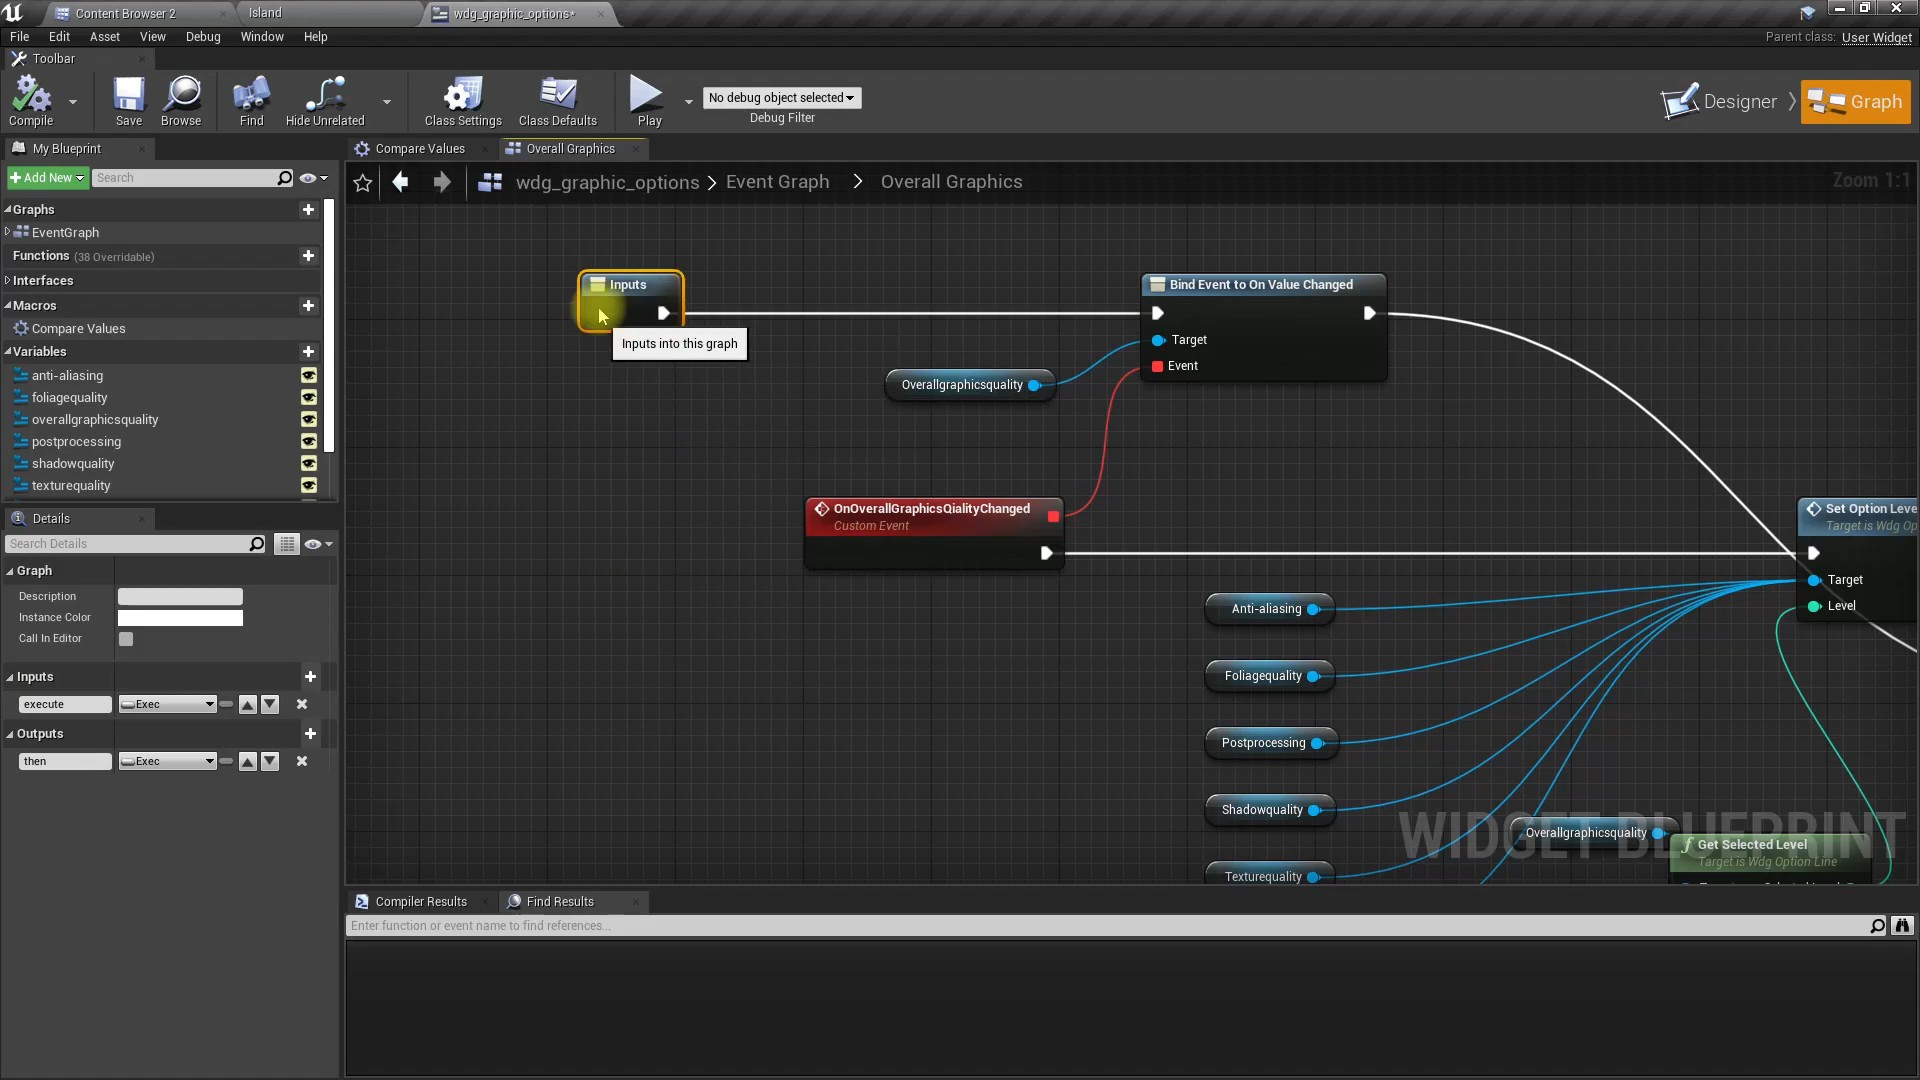 Content Browser 2
Island
wdg_graphic_options*
File Edit Asset View Debug Window Help
Parent class: User Widget
Toolbar
Compile
Save
Browse
Find
Hide Unrelated
Class Settings
Class Defaults
Play
No debug object selected
Debug Filter
Designer
Graph
My Blueprint
Compare Values
Overall Graphics
Add New
Search
wdg_graphic_options > Event Graph > Overall Graphics
Zoom 1:1
Graphs
EventGraph
Functions (38 Overridable)
Interfaces
Macros
Compare Values
Variables
anti-aliasing
foliagequality
overallgraphicsquality
postprocessing
shadowquality
texturequality
Inputs
Inputs into this graph
Bind Event to On Value Changed
Target
Event
Overallgraphicsquality
OnOverallGraphicsQialityChanged
Custom Event
Set Option Leve
Target is Wdg Op
Target
Level
Anti-aliasing
Foliagequality
Postprocessing
Shadowquality
Texturequality
Overallgraphicsquality
Get Selected Level
Target is Wdg Option Line
WIDGET BLUEPRINT
Details
Search Details
Graph
Description
Instance Color
Call In Editor
Inputs
execute
Exec
Outputs
then
Exec
Compiler Results
Find Results
Enter function or event name to find references...